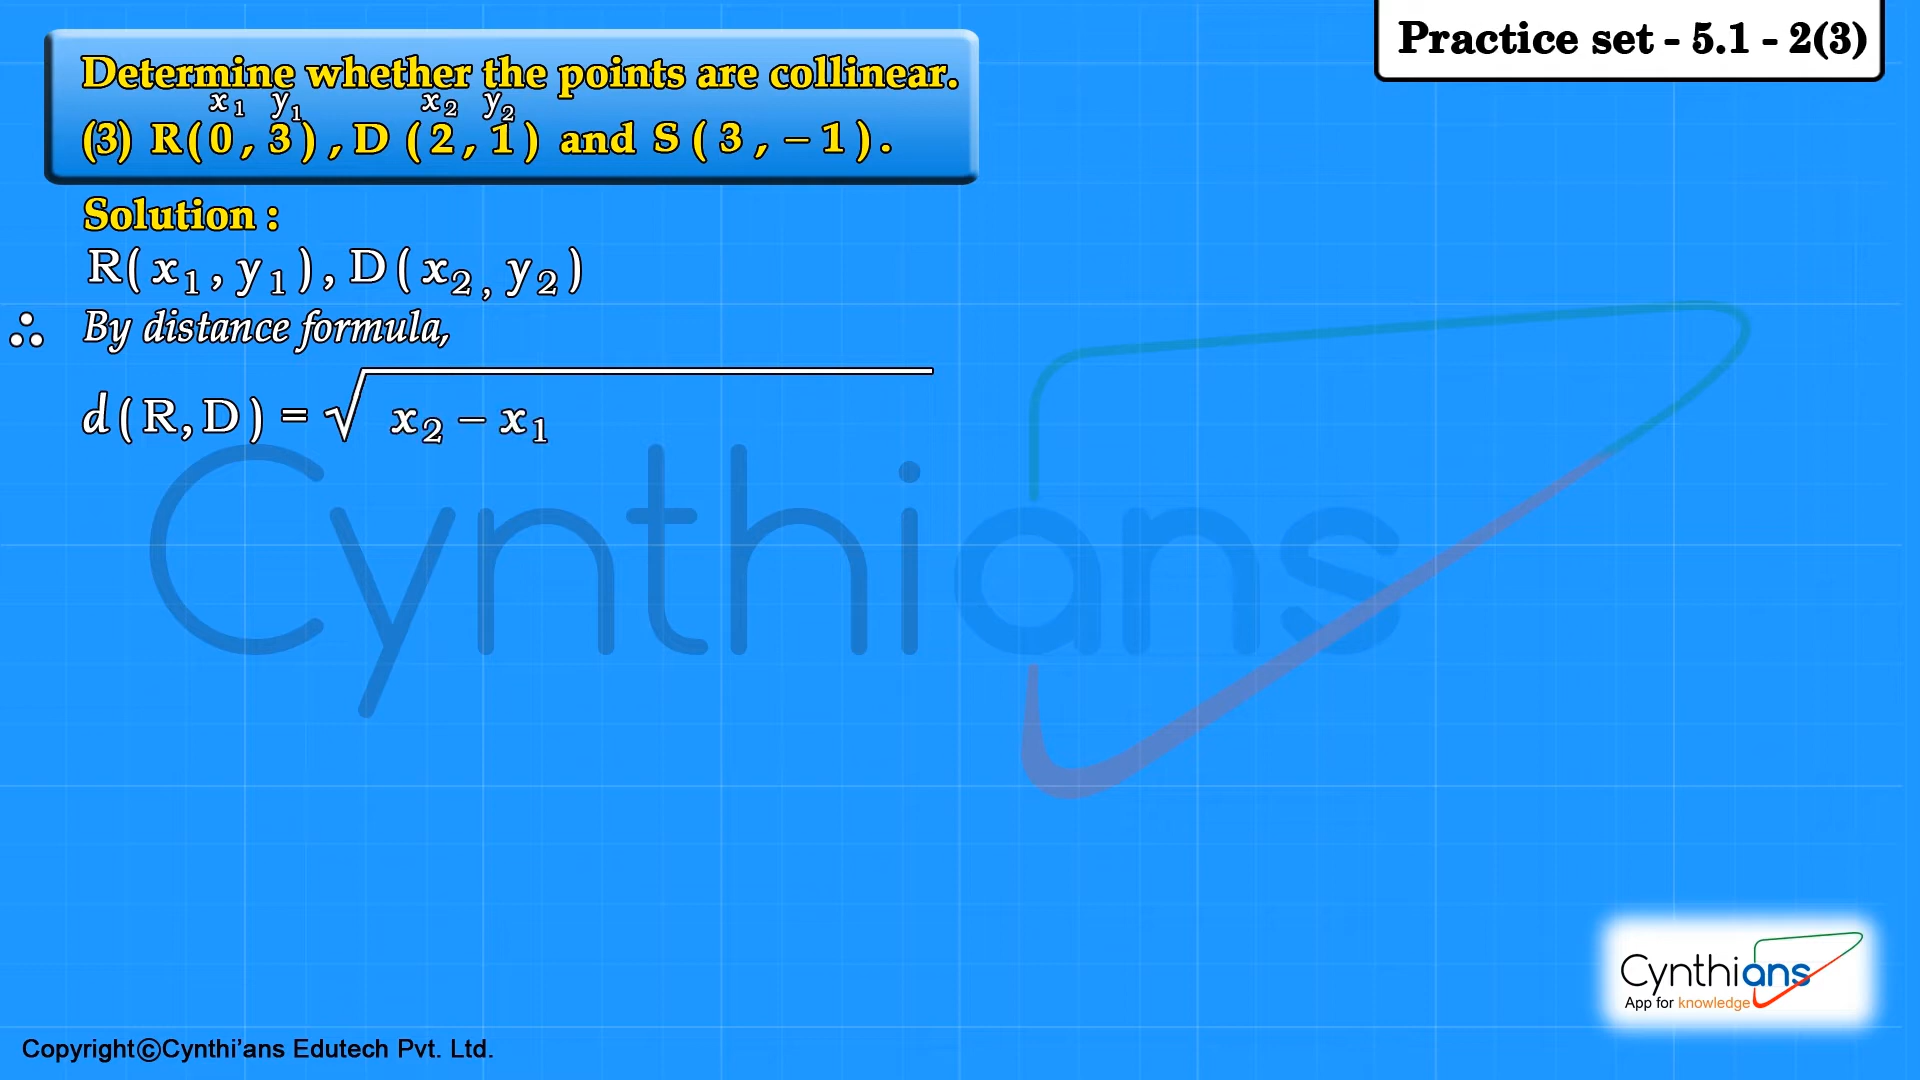 Practice set - 5.1 - 2(3)
Determine whether the points are collinear.
x₁ y₁ x₂ y₂
(3) R(0, 3), D (2, 1) and S (3, – 1).
Solution :
R(x₁, y₁), D(x₂, y₂)
∴ By distance formula,
d(R, D) = √ x₂ – x₁
Cynthians
Cynthians
App for knowledge
Copyright©Cynthi'ans Edutech Pvt. Ltd.